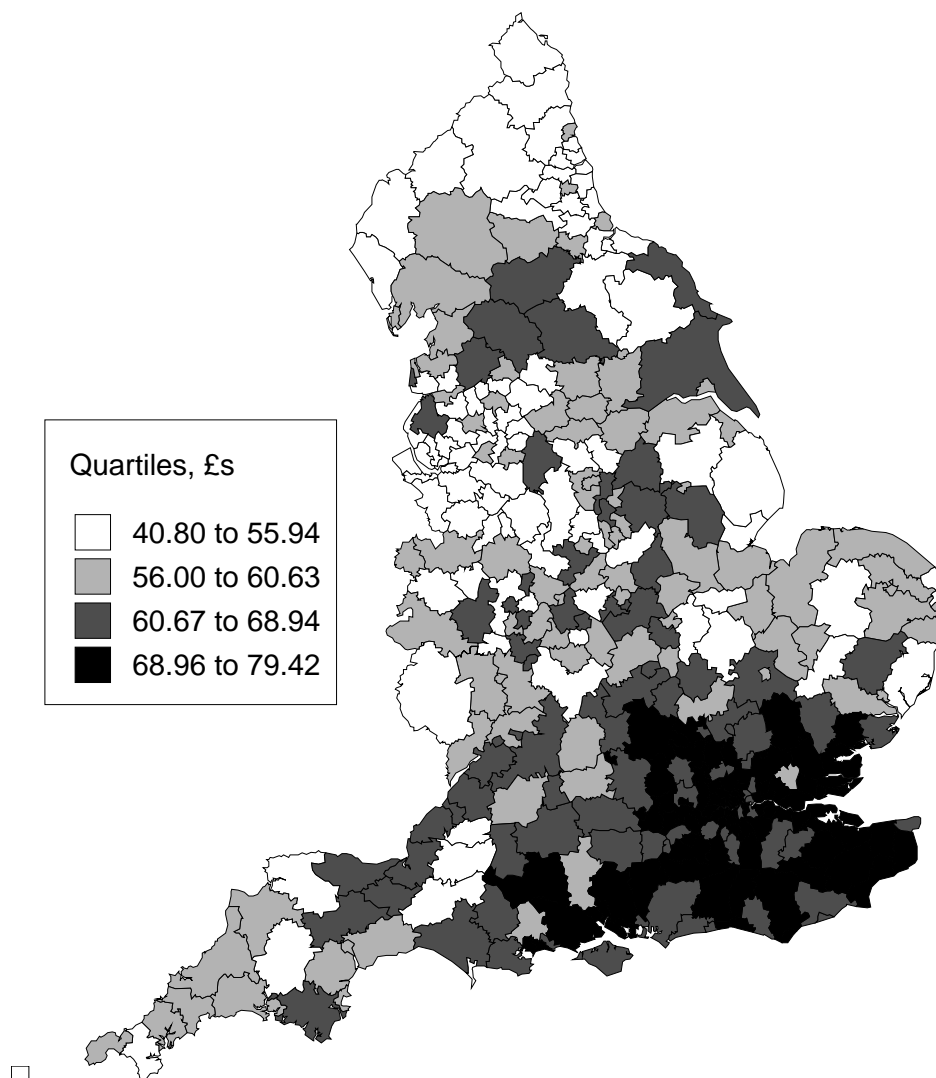 Quartiles, £s
40.80 to 55.94
56.00 to 60.63
60.67 to 68.94
68.96 to 79.42